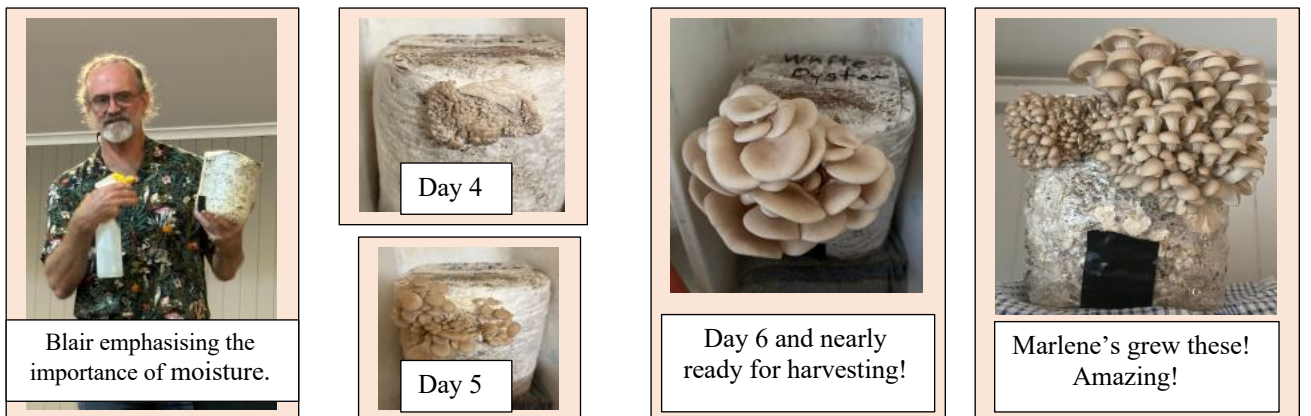 Blair emphasising the
importance of moisture.
Day 4
Day 5
White
Oyster
Day 6 and nearly
ready for harvesting!
Marlene's grew these!
Amazing!